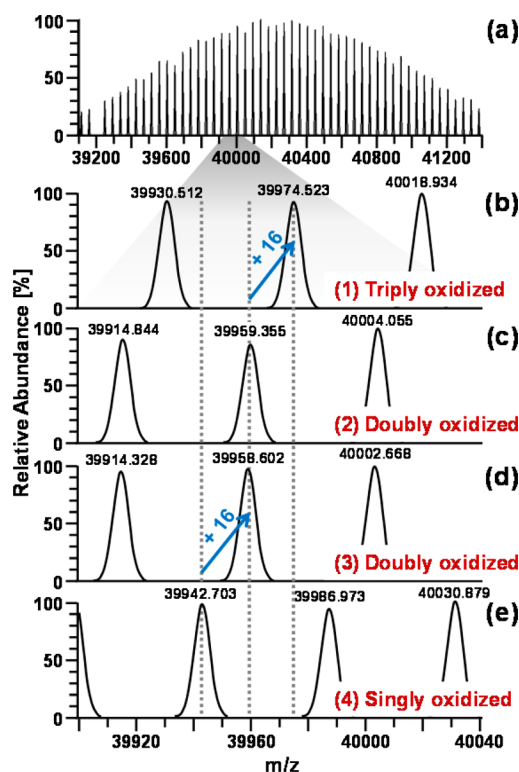 100
50
0
(a)
39200 39600 40000 40400 40800 41200
Relative Abundance [%]
39930.512 39974.523 40018.934
(b)
100
50
0
+ 16
(1) Triply oxidized
39914.844 39959.355 40004.055
(c)
100
50
0
(2) Doubly oxidized
39914.328 39958.602 40002.668
(d)
100
50
0
+ 16
(3) Doubly oxidized
39942.703 39986.973 40030.879
(e)
100
50
0
(4) Singly oxidized
39920 39960 40000 40040
m/z